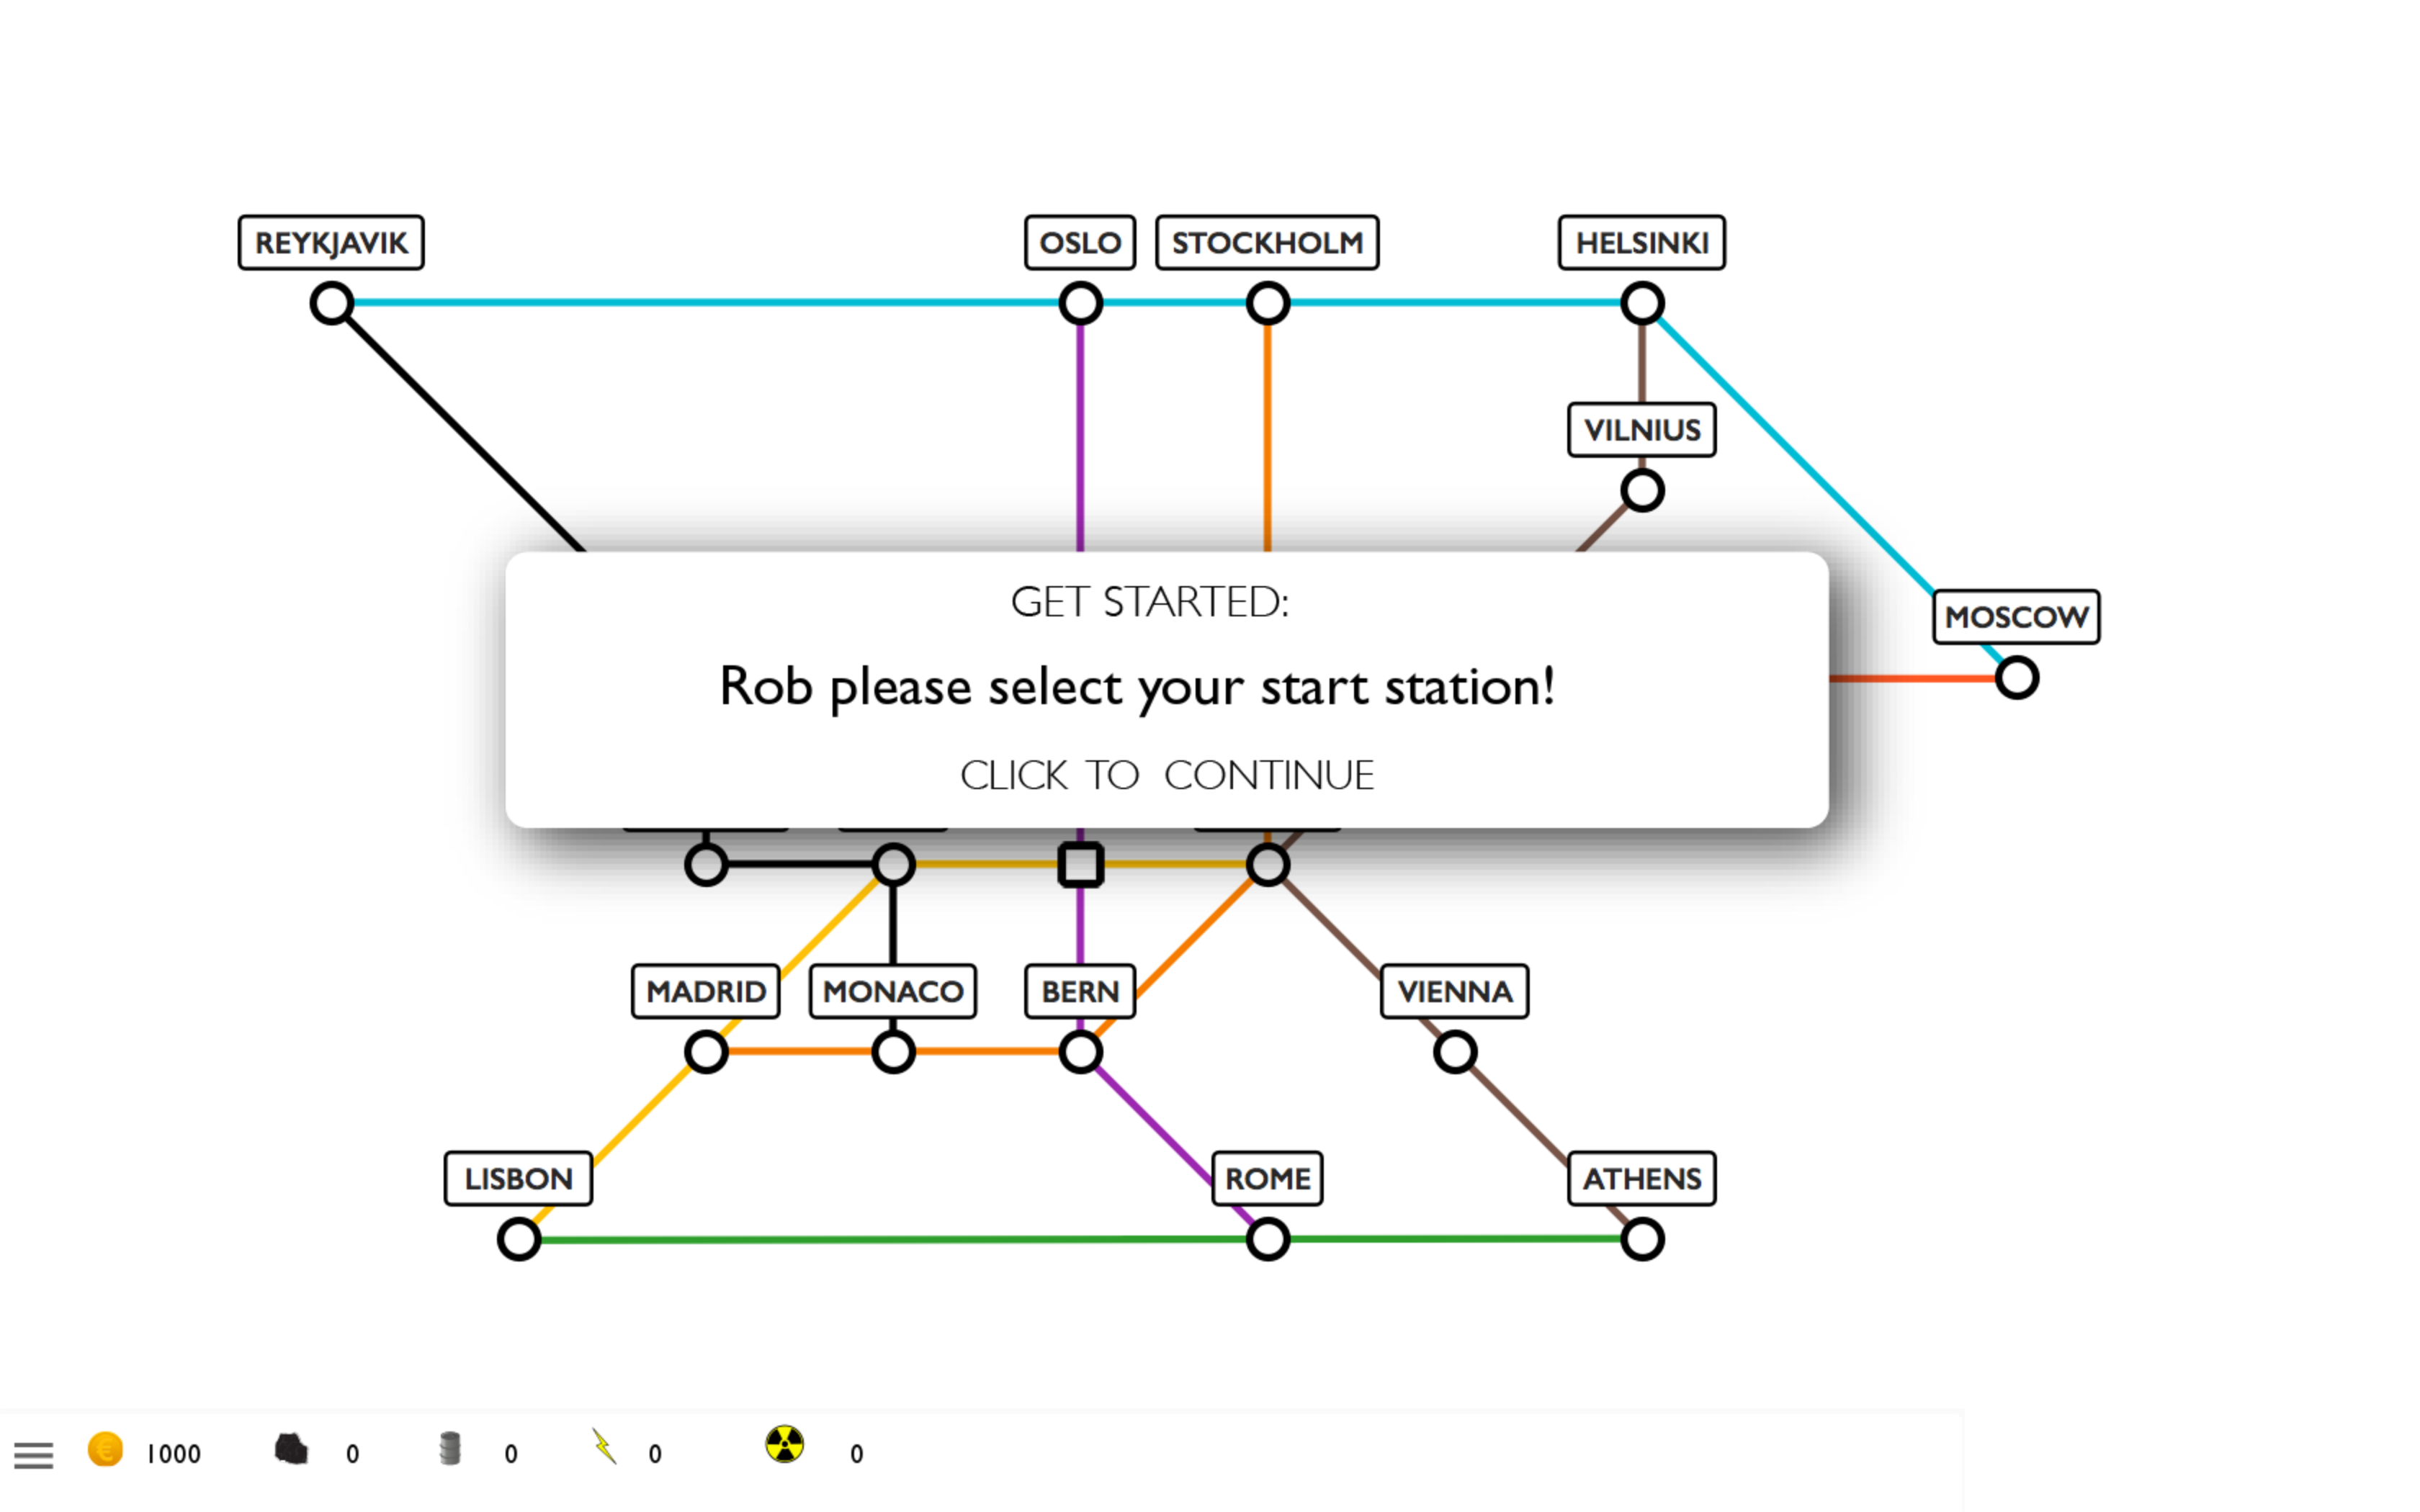 REYKJAVIK
OSLO
STOCKHOLM
HELSINKI
VILNIUS
GET STARTED:
MOSCOW
Rob please select your start station!
CLICK TO CONTINUE
MADRID
MONACO
BERN
VIENNA
LISBON
ROME
ATHENS
1000 0 0 0 0